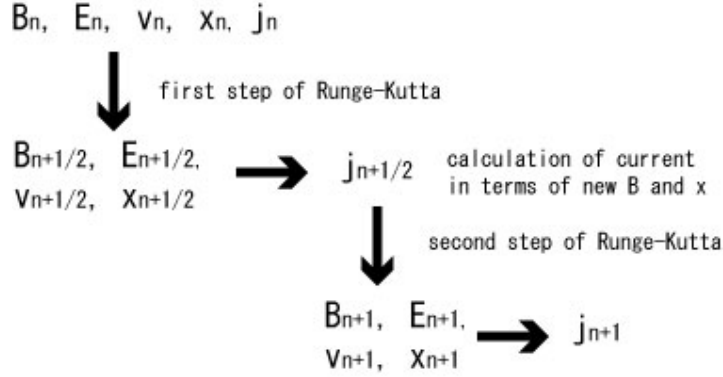 Bn, En, vn, xn, jn
first step of Runge-Kutta
Bn+1/2, En+1/2,
vn+1/2, xn+1/2
jn+1/2
calculation of current
in terms of new B and x
second step of Runge-Kutta
Bn+1, En+1,
vn+1, xn+1
jn+1